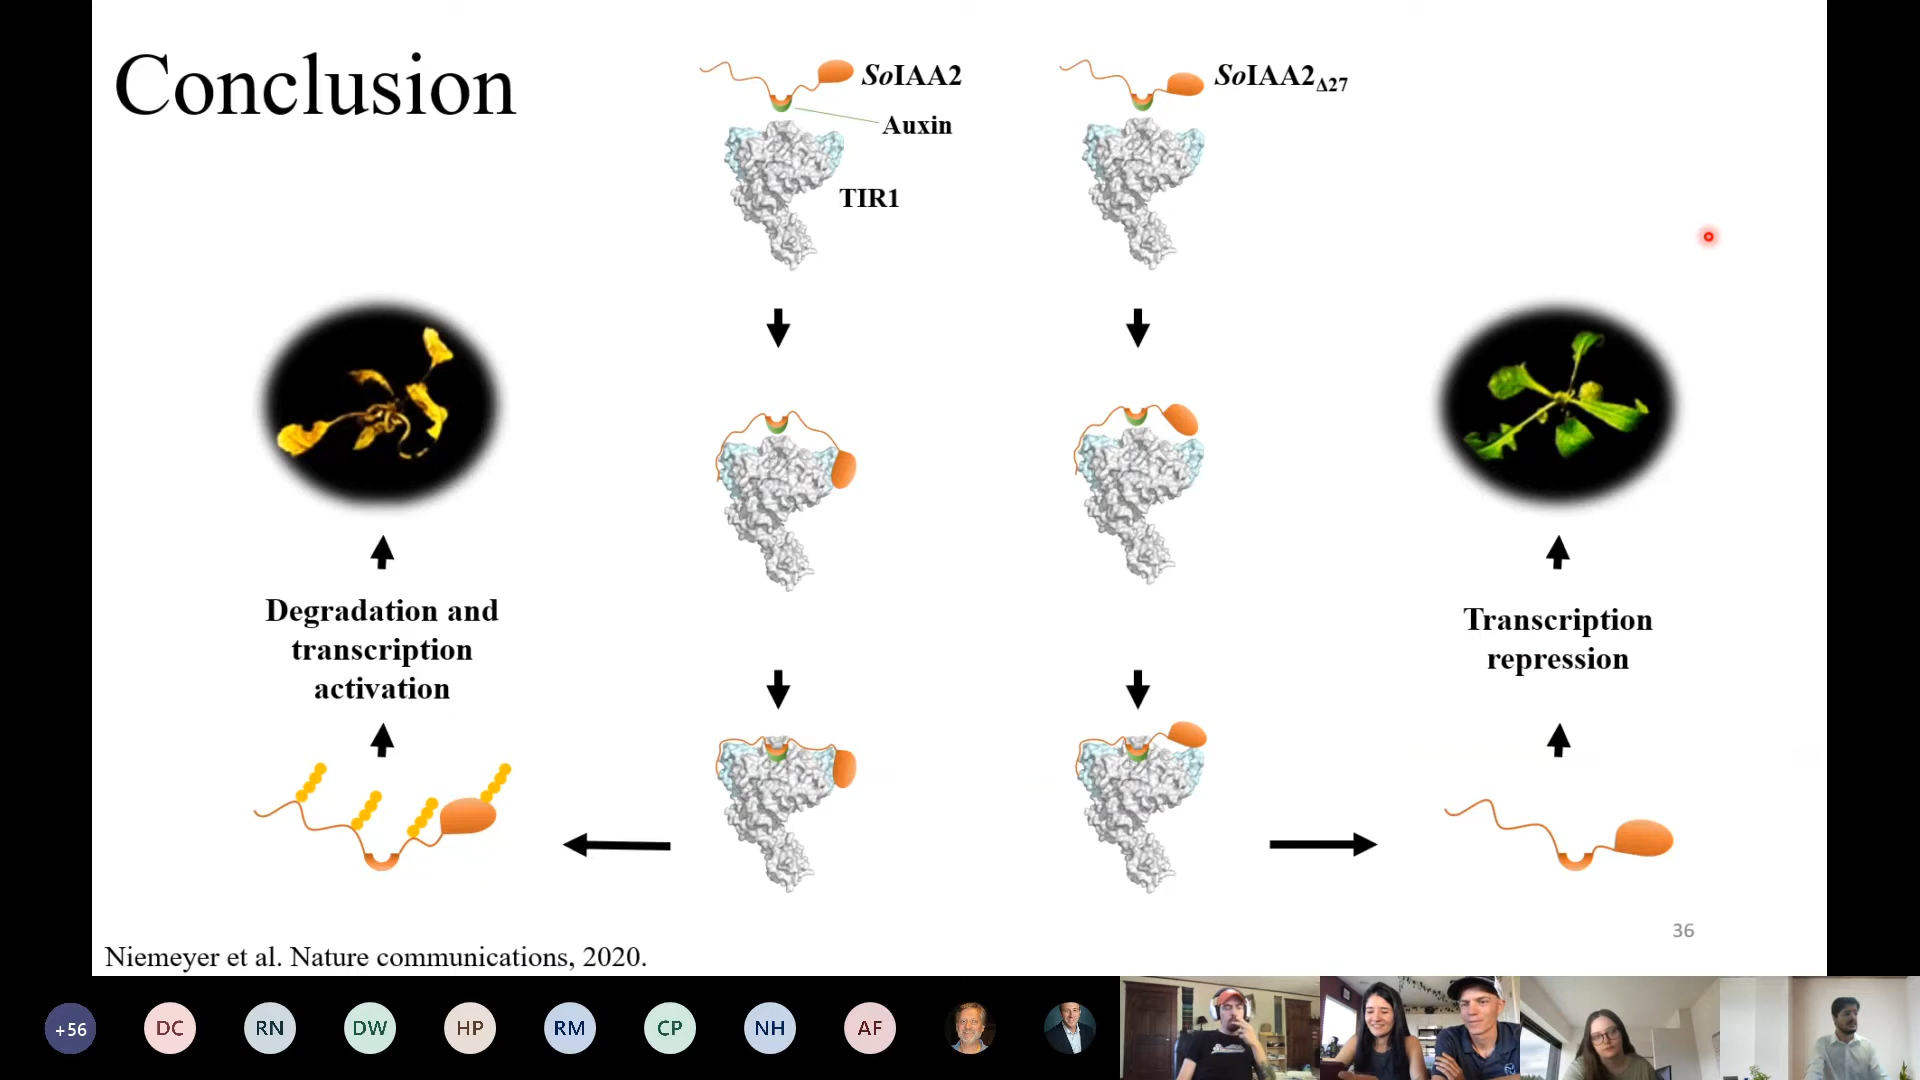 Conclusion
SoIAA2
Auxin
TIR1
SoIAA2Δ27
Degradation and
transcription
activation
Transcription
repression
36
Niemeyer et al. Nature communications, 2020.
+56
DC
RN
DW
HP
RM
CP
NH
AF